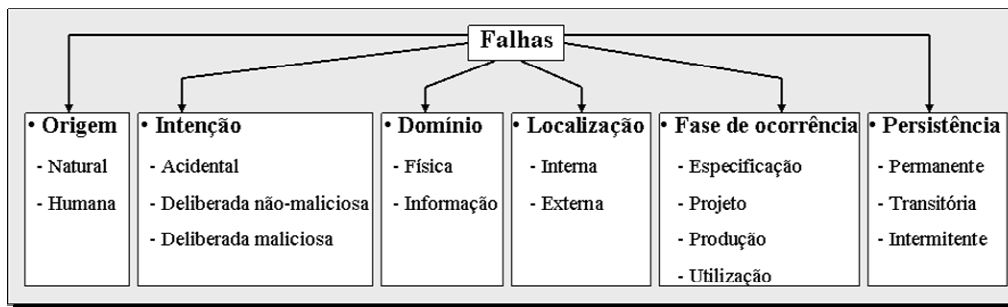 Falhas
• Origem
- Natural
- Humana
• Intenção
- Acidental
- Deliberada não-maliciosa
- Deliberada maliciosa
• Domínio
- Física
- Informação
• Localização
- Interna
- Externa
• Fase de ocorrência
- Especificação
- Projeto
- Produção
- Utilização
• Persistência
- Permanente
- Transitória
- Intermitente